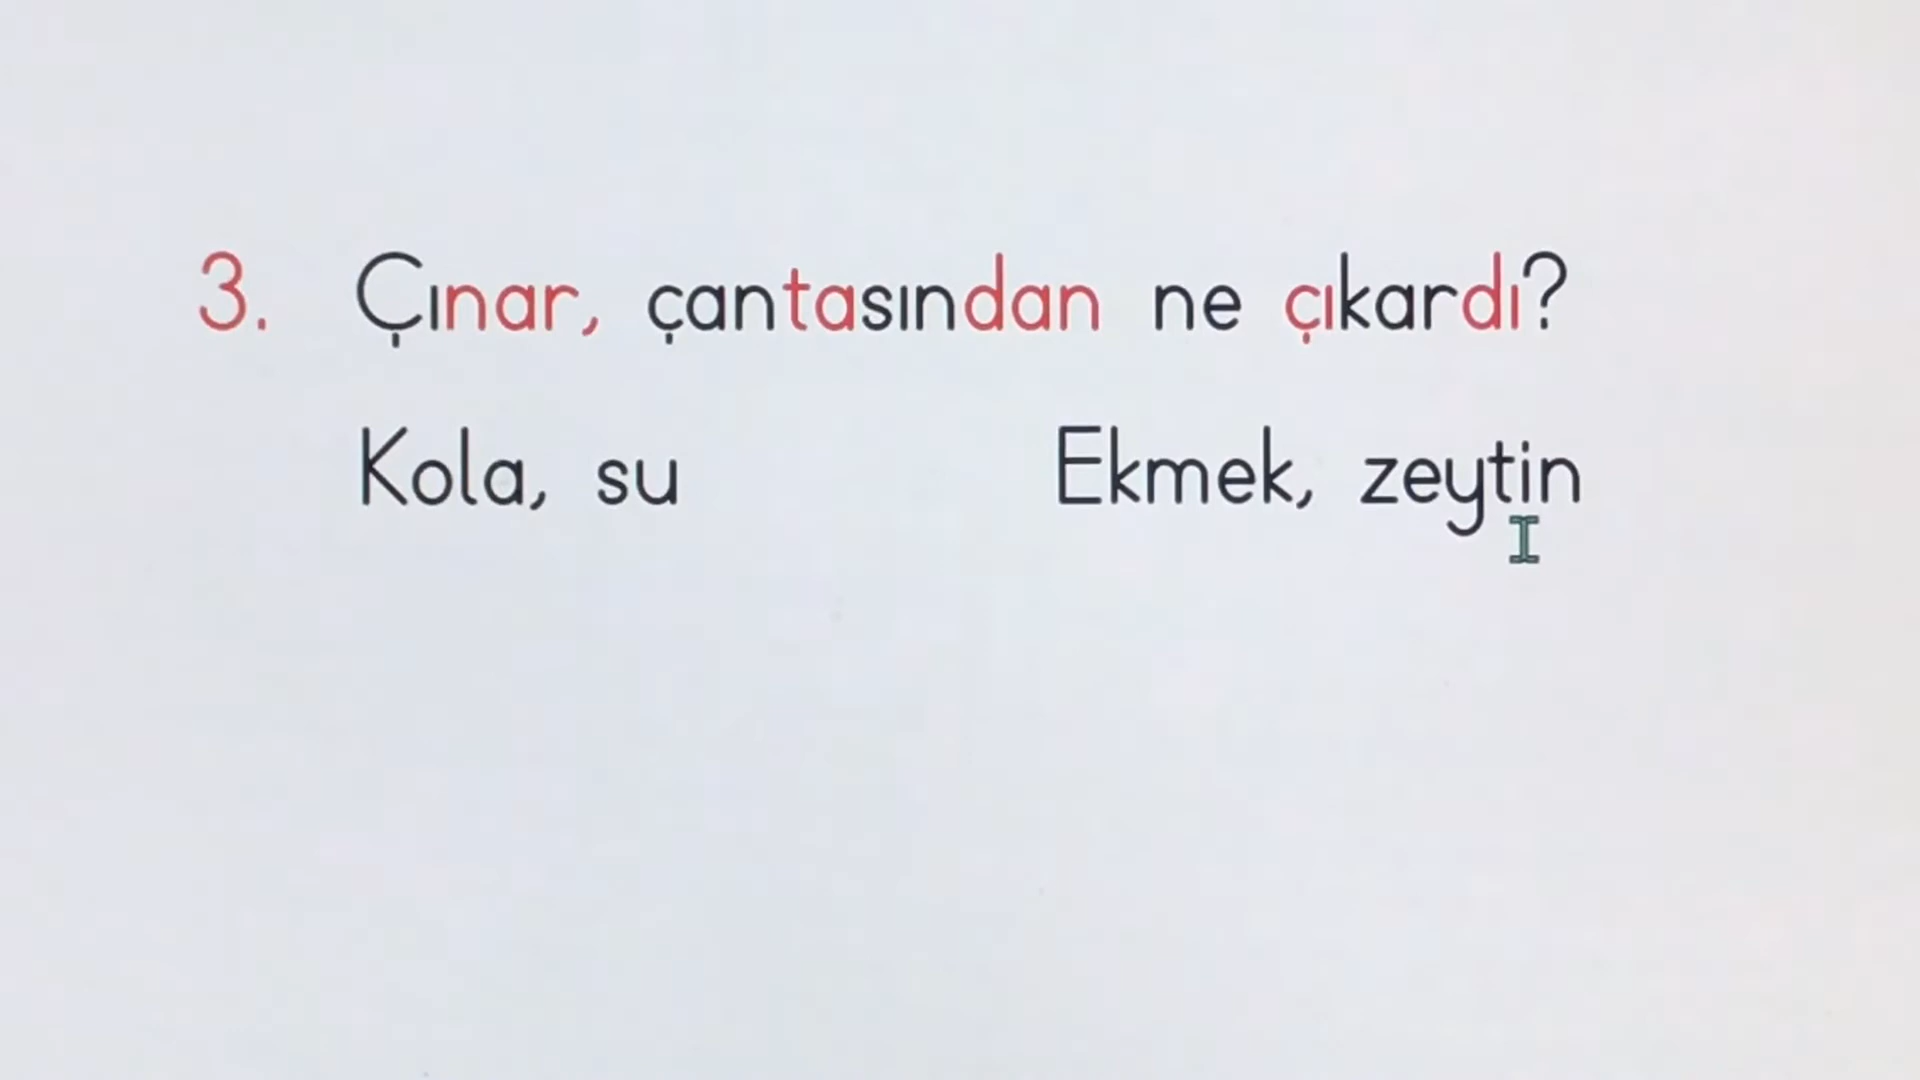 3. Çınar, çantasından ne çıkardı?
Kola, su Ekmek, zeytin